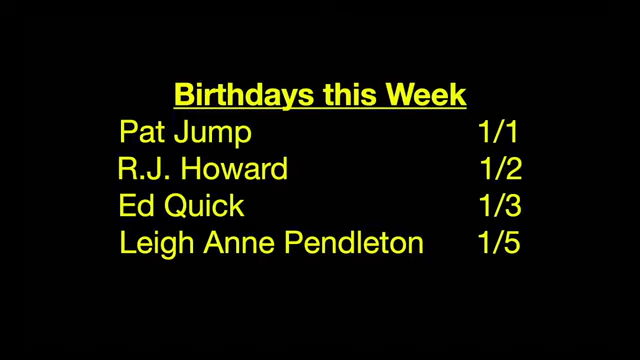 Birthdays this Week
Pat Jump 1/1
R.J. Howard 1/2
Ed Quick 1/3
Leigh Anne Pendleton 1/5